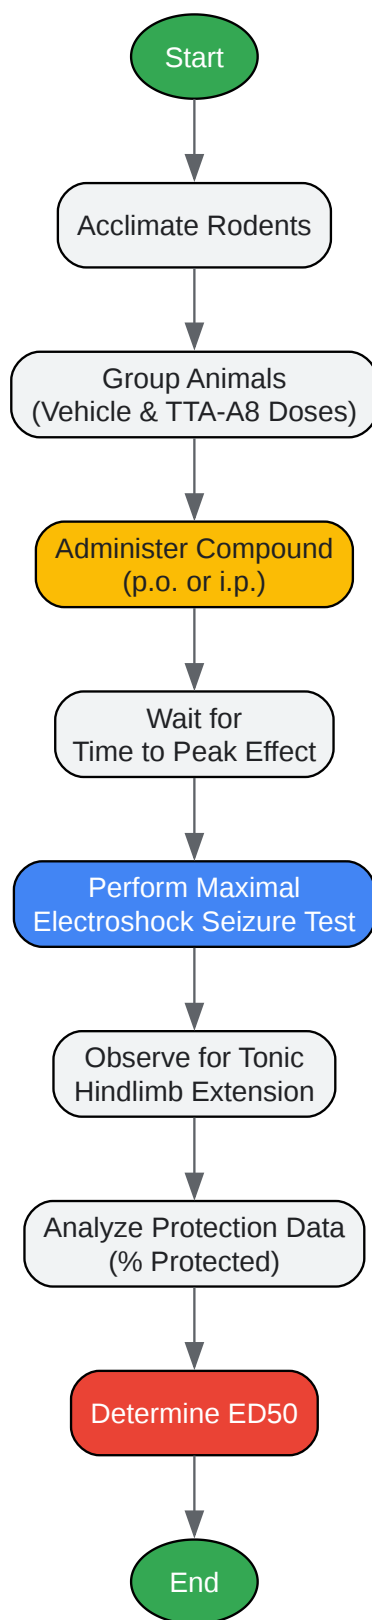 Start
Acclimate Rodents
Group Animals
(Vehicle & TTA-A8 Doses)
Administer Compound
(p.o. or i.p.)
Wait for
Time to Peak Effect
Perform Maximal
Electroshock Seizure Test
Observe for Tonic
Hindlimb Extension
Analyze Protection Data
(% Protected)
Determine ED50
End